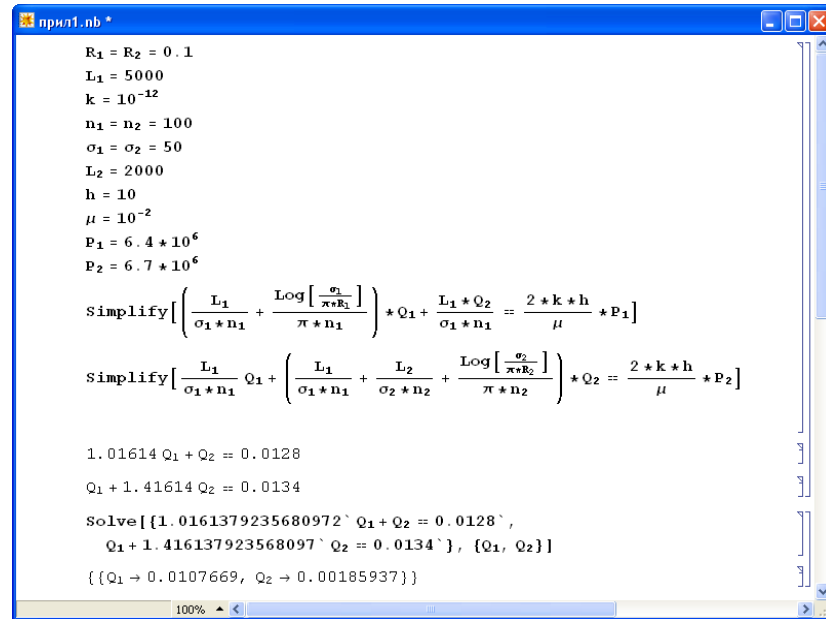 прил1.nb *
R₁ = R₂ = 0.1
L₁ = 5000
k = 10⁻¹²
n₁ = n₂ = 100
σ₁ = σ₂ = 50
L₂ = 2000
h = 10
μ = 10⁻²
P₁ = 6.4 * 10⁶
P₂ = 6.7 * 10⁶
Simplify[(L₁/(σ₁ * n₁) + Log[σ₁/(π*R₁)]/(π * n₁)) * Q₁ + (L₁ * Q₂)/(σ₁ * n₁) == (2 * k * h)/μ * P₁]
Simplify[L₁/(σ₁ * n₁) Q₁ + (L₁/(σ₁ * n₁) + L₂/(σ₂ * n₂) + Log[σ₂/(π*R₂)]/(π * n₂)) * Q₂ == (2 * k * h)/μ * P₂]
1.01614 Q₁ + Q₂ == 0.0128
Q₁ + 1.41614 Q₂ == 0.0134
Solve[{1.0161379235680972` Q₁ + Q₂ == 0.0128`,
Q₁ + 1.416137923568097` Q₂ == 0.0134`}, {Q₁, Q₂}]
{{Q₁ → 0.0107669, Q₂ → 0.00185937}}
100%